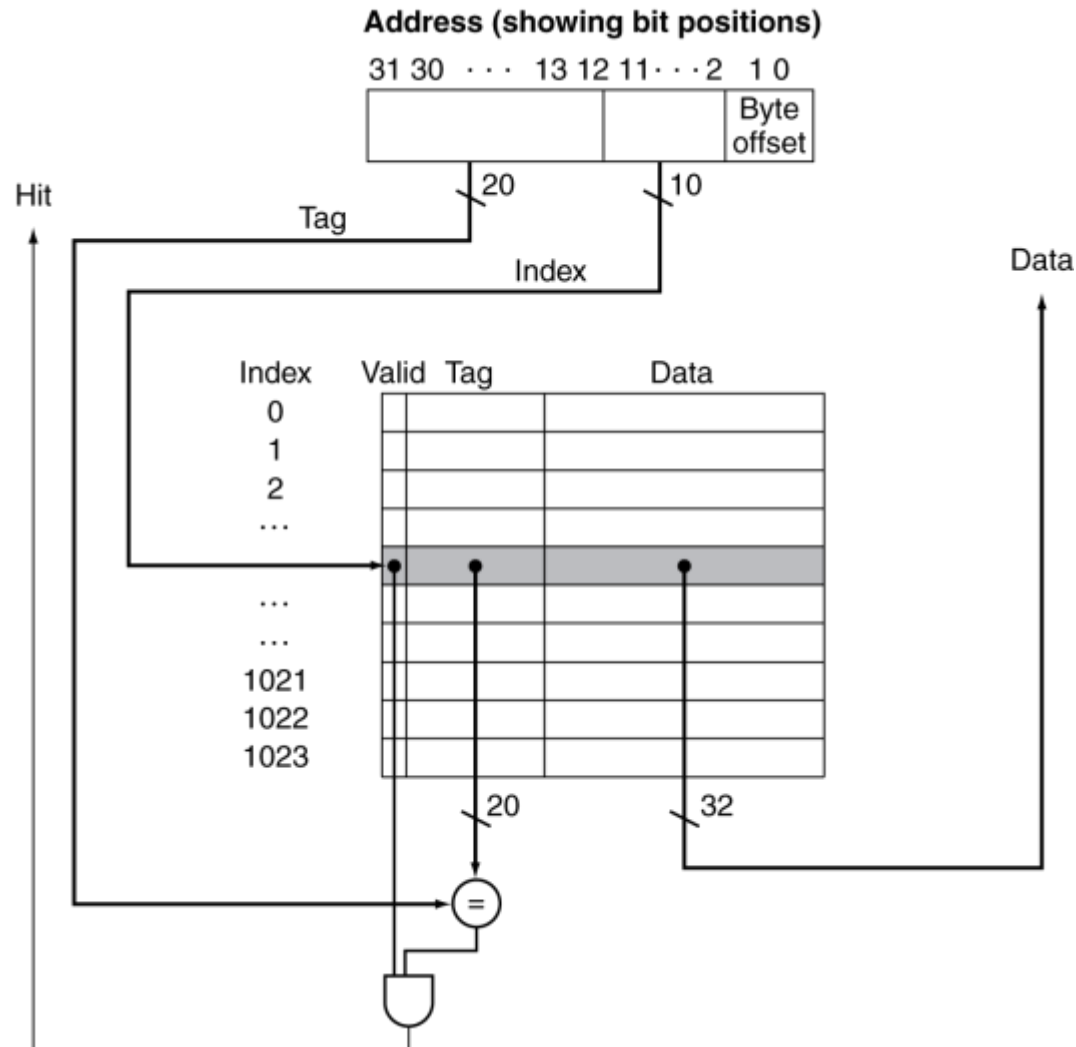 Address (showing bit positions)
31 30 · · · 13 12 11 · · · 2 1 0
Byte
offset
20
10
Hit
Tag
Index
Data
Index Valid Tag Data
0
1
2
...
...
...
1021
1022
1023
20
32
=